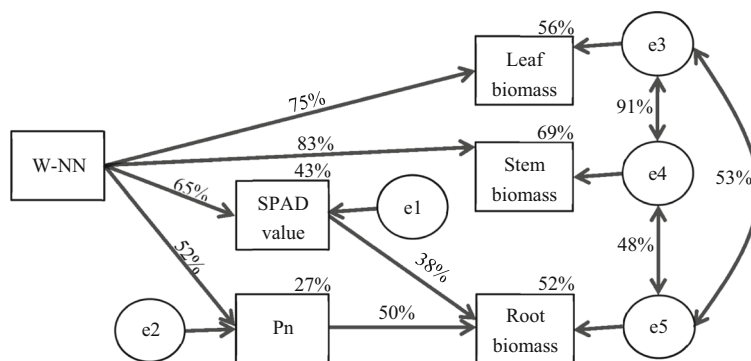 56%
e3
Leaf
biomass
75%
91%
W-NN
83%
69%
Stem
biomass
e4
53%
43%
65%
SPAD
value
e1
52%
38%
48%
27%
Pn
50%
52%
Root
biomass
e5
e2